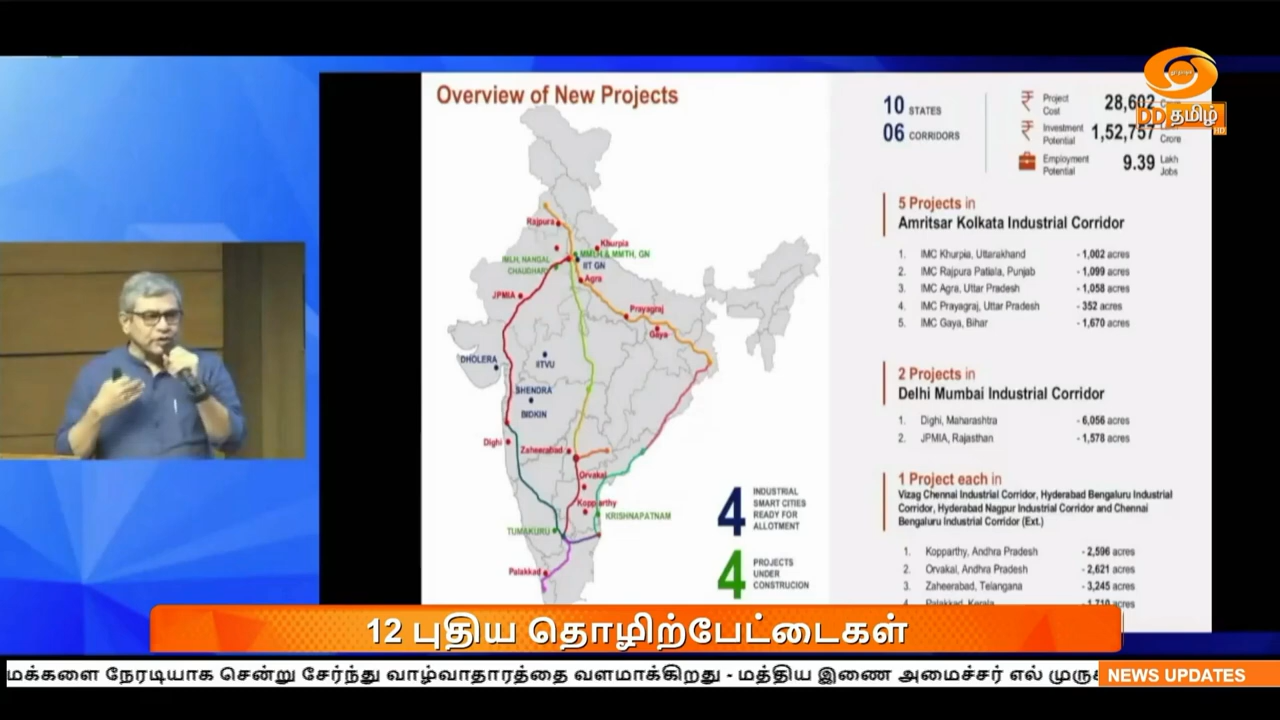 DD தமிழ் HD
Overview of New Projects
10 STATES
06 CORRIDORS
Project Cost 28,602
Investment Potential 1,52,757 Crore
Employment Potential 9.39 Lakh Jobs
5 Projects in
Amritsar Kolkata Industrial Corridor
1. IMC Khurpia, Uttarakhand - 1,002 acres
2. IMC Rajpura Patiala, Punjab - 1,099 acres
3. IMC Agra, Uttar Pradesh - 1,058 acres
4. IMC Prayagraj, Uttar Pradesh - 352 acres
5. IMC Gaya, Bihar - 1,670 acres
2 Projects in
Delhi Mumbai Industrial Corridor
1. Dighi, Maharashtra - 6,056 acres
2. JPMIA, Rajasthan - 1,578 acres
1 Project each in
Vizag Chennai Industrial Corridor, Hyderabad Bengaluru Industrial
Corridor, Hyderabad Nagpur Industrial Corridor and Chennai
Bengaluru Industrial Corridor (Ext.)
1. Kopparthy, Andhra Pradesh - 2,596 acres
2. Orvakal, Andhra Pradesh - 2,621 acres
3. Zaheerabad, Telangana - 3,245 acres
4. Palakkad, Kerala - 1,710 acres
Rajpura
Khurpia
MMLH & MMTH, GN
IMLH, NANGAL
CHAUDHARY
IIT GN
Agra
JPMIA
Prayagraj
Gaya
DHOLERA
IITVU
SHENDRA
BIDKIN
Dighi
Zaheerabad
Orvakal
Kopparthy
KRISHNAPATNAM
TUMAKURU
Palakkad
4 INDUSTRIAL
SMART CITIES
READY FOR
ALLOTMENT
4 PROJECTS
UNDER
CONSTRUCION
12 புதிய தொழிற்பேட்டைகள்
மக்களை நேரடியாக சென்று சேர்ந்து வாழ்வாதாரத்தை வளமாக்கிறது - மத்திய இணை அமைச்சர் எல் முருக
NEWS UPDATES